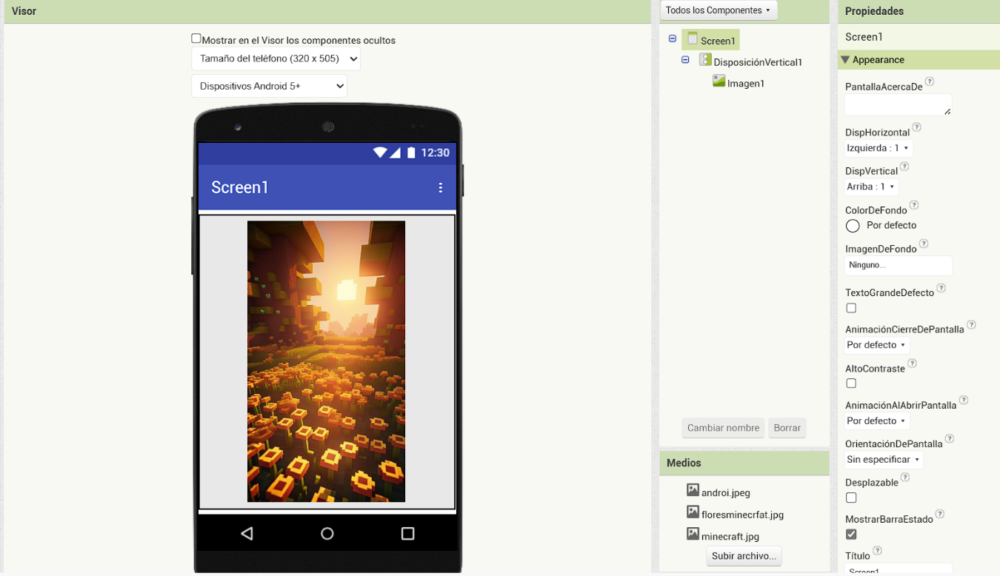 Visor
Mostrar en el Visor los componentes ocultos
Tamaño del teléfono (320 x 505)
Dispositivos Android 5+
12:30
Screen1
Todos los Componentes
Screen1
DisposiciónVertical1
Imagen1
Cambiar nombre Borrar
Medios
androi.jpeg
floresminecrfat.jpg
minecraft.jpg
Subir archivo...
Propiedades
Screen1
Appearance
PantallaAcercaDe ?
DispHorizontal ?
Izquierda : 1
DispVertical ?
Arriba : 1
ColorDeFondo ?
Por defecto
ImagenDeFondo ?
Ninguno...
TextoGrandeDefecto ?
AnimaciónCierreDePantalla ?
Por defecto
AltoContraste ?
AnimaciónAlAbrirPantalla ?
Por defecto
OrientaciónDePantalla ?
Sin especificar
Desplazable ?
MostrarBarraEstado ?
Título ?
Screen1